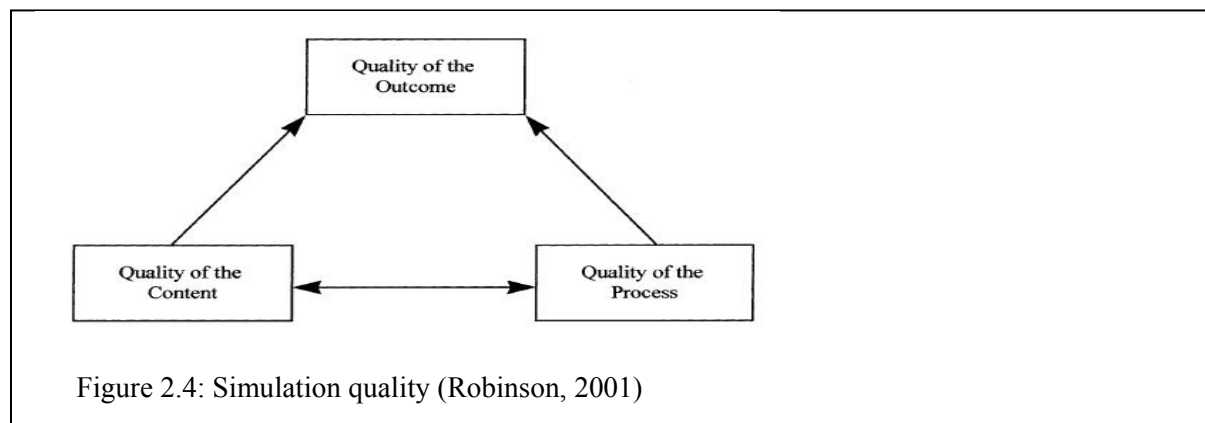 Quality of the
Outcome
Quality of the
Content
Quality of the
Process
Figure 2.4: Simulation quality (Robinson, 2001)